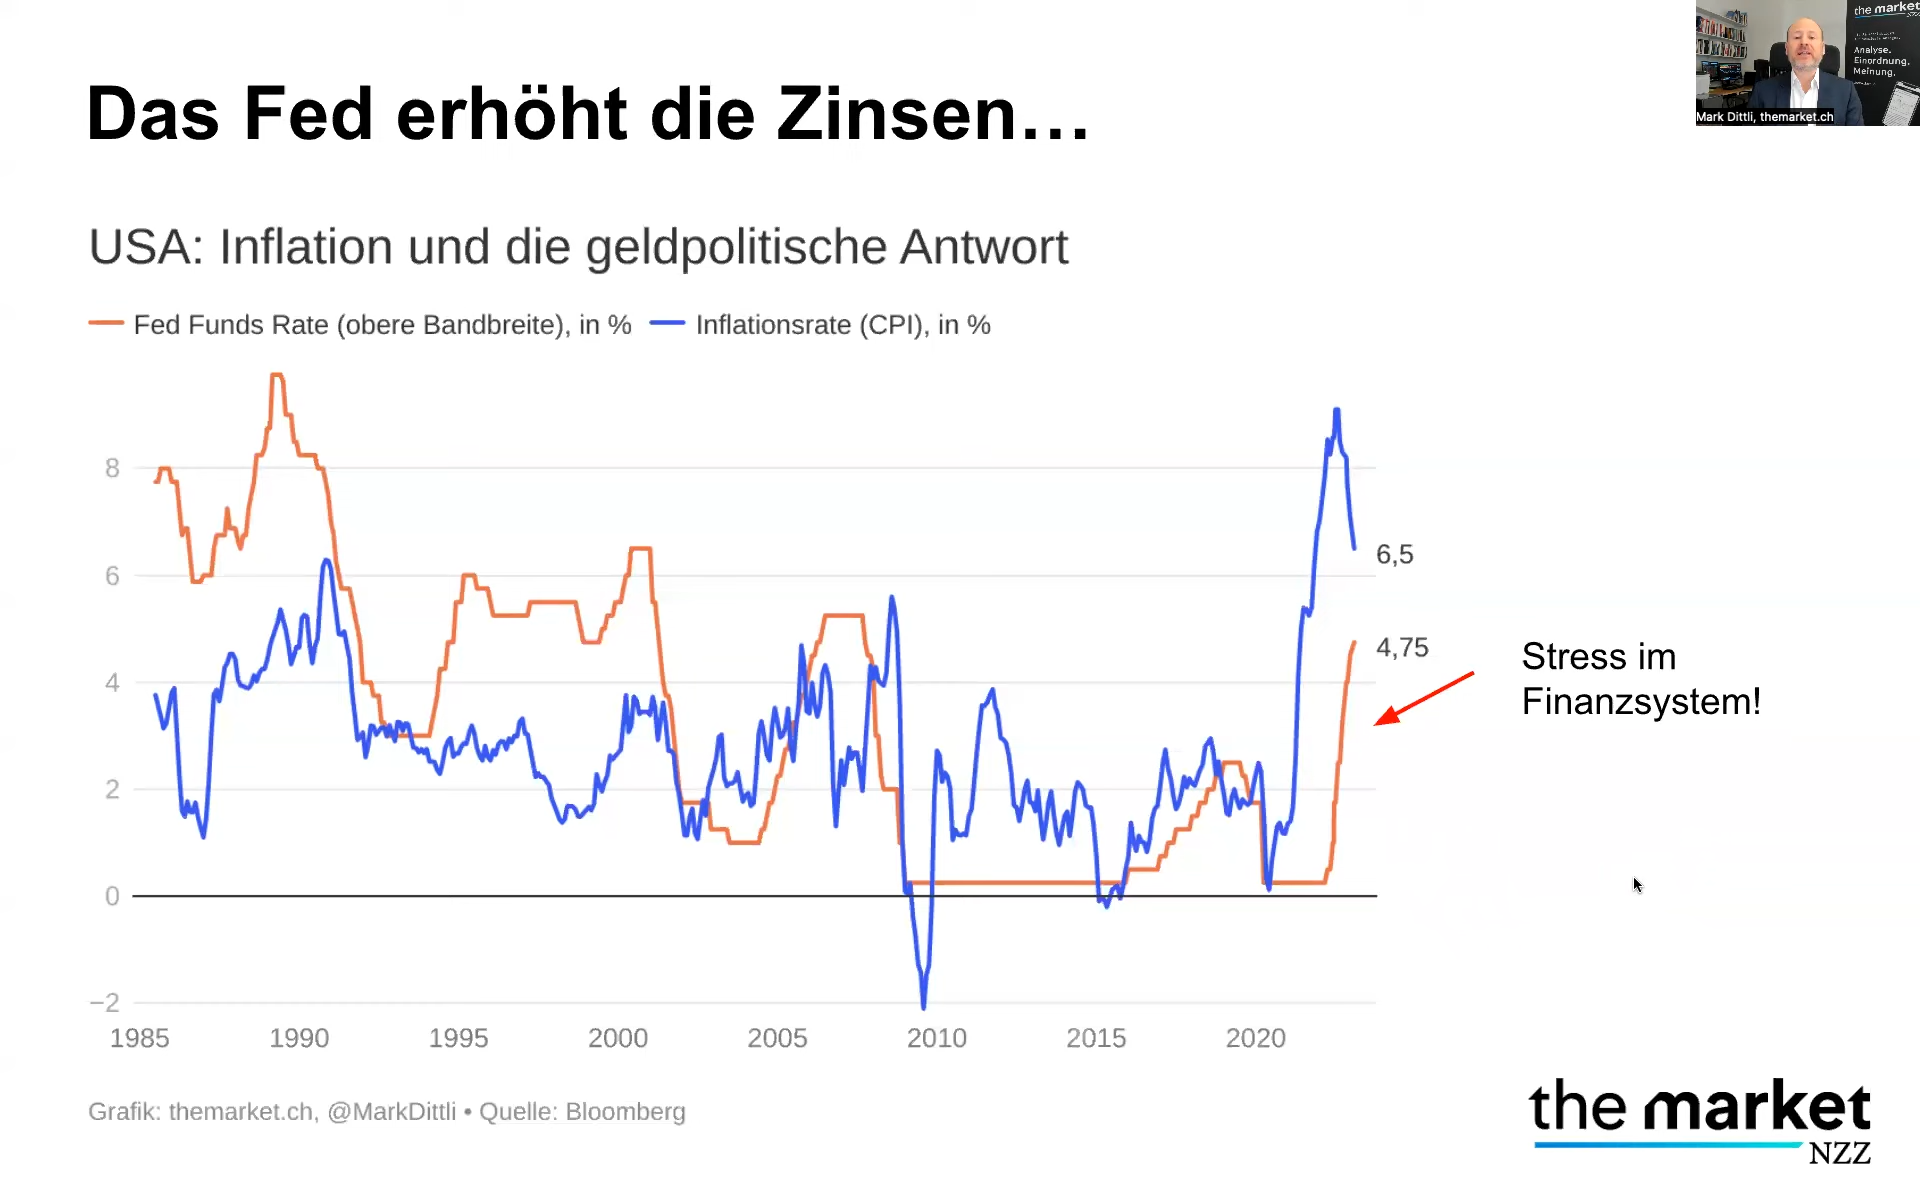 Das Fed erhöht die Zinsen…
the market
Analyse.
Einordnung.
Meinung.
Mark Dittli, themarket.ch
USA: Inflation und die geldpolitische Antwort
Fed Funds Rate (obere Bandbreite), in % Inflationsrate (CPI), in %
8
6
4
2
0
−2
6,5
4,75
Stress im
Finanzsystem!
1985 1990 1995 2000 2005 2010 2015 2020
Grafik: themarket.ch, @MarkDittli • Quelle: Bloomberg
the market
NZZ